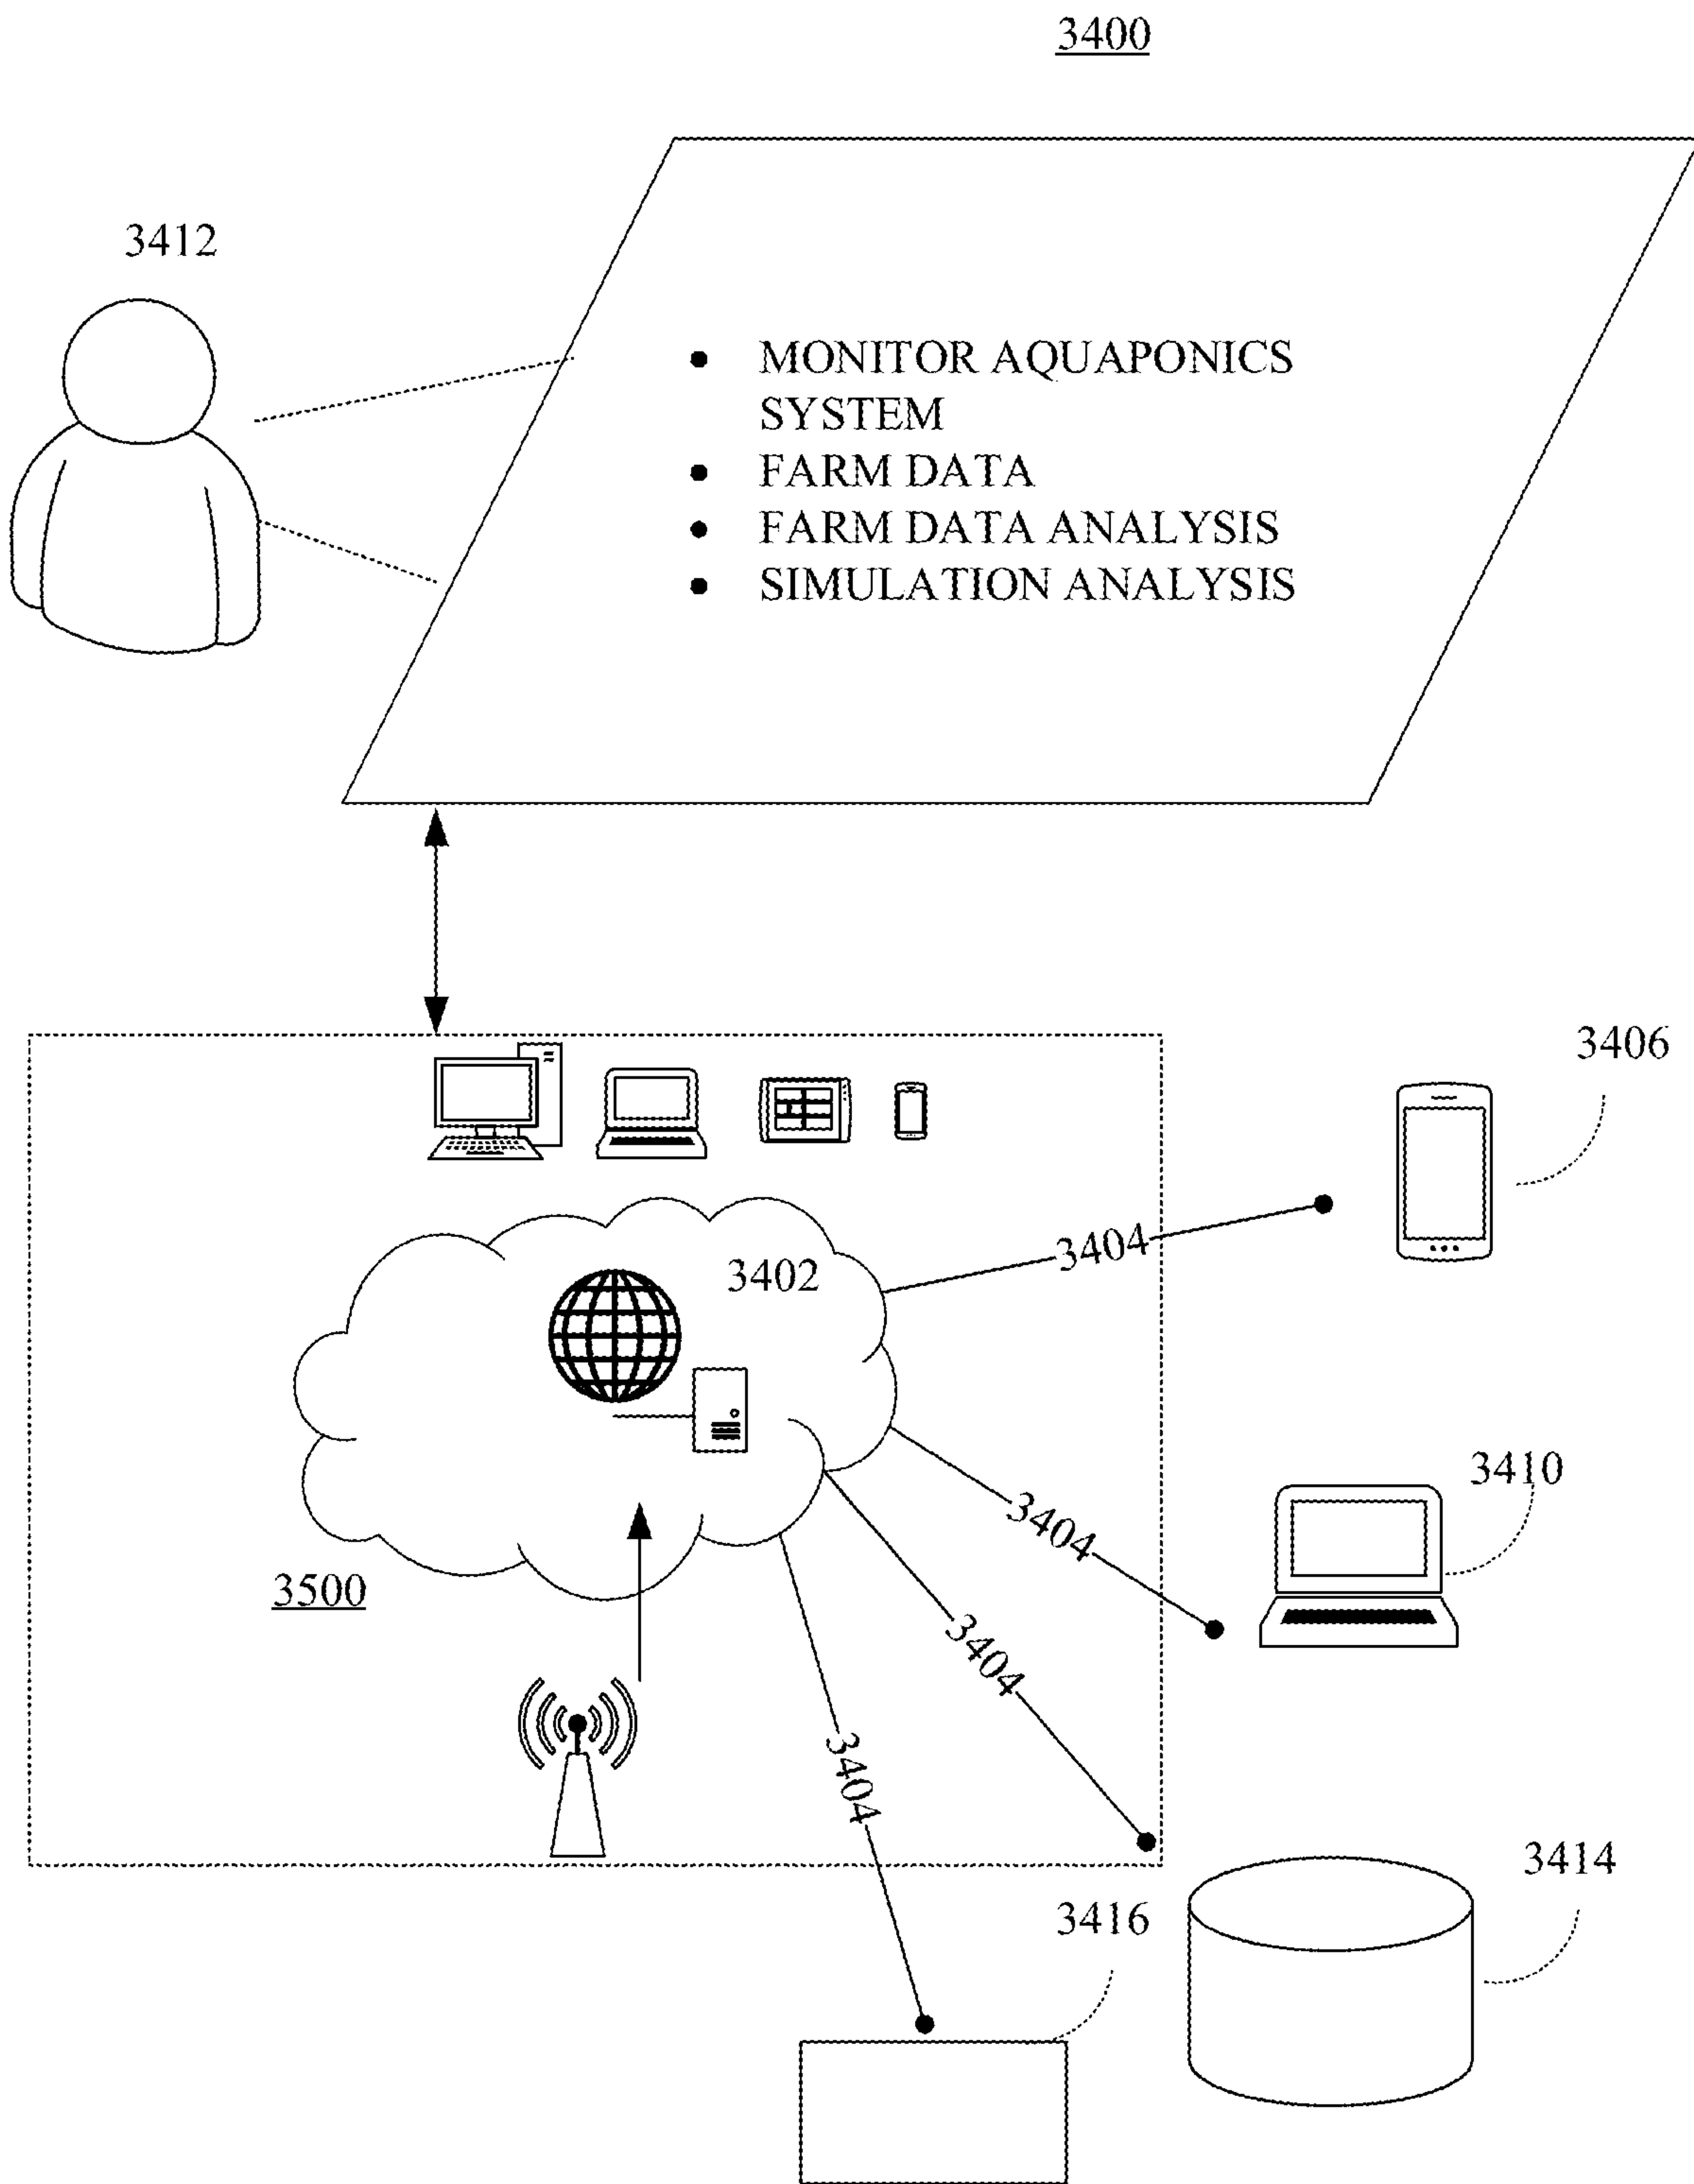 3400
3412
• MONITOR AQUAPONICS
SYSTEM
• FARM DATA
• FARM DATA ANALYSIS
• SIMULATION ANALYSIS
3406
3404
3402
3410
3404
3500
3404
3404
3414
3416